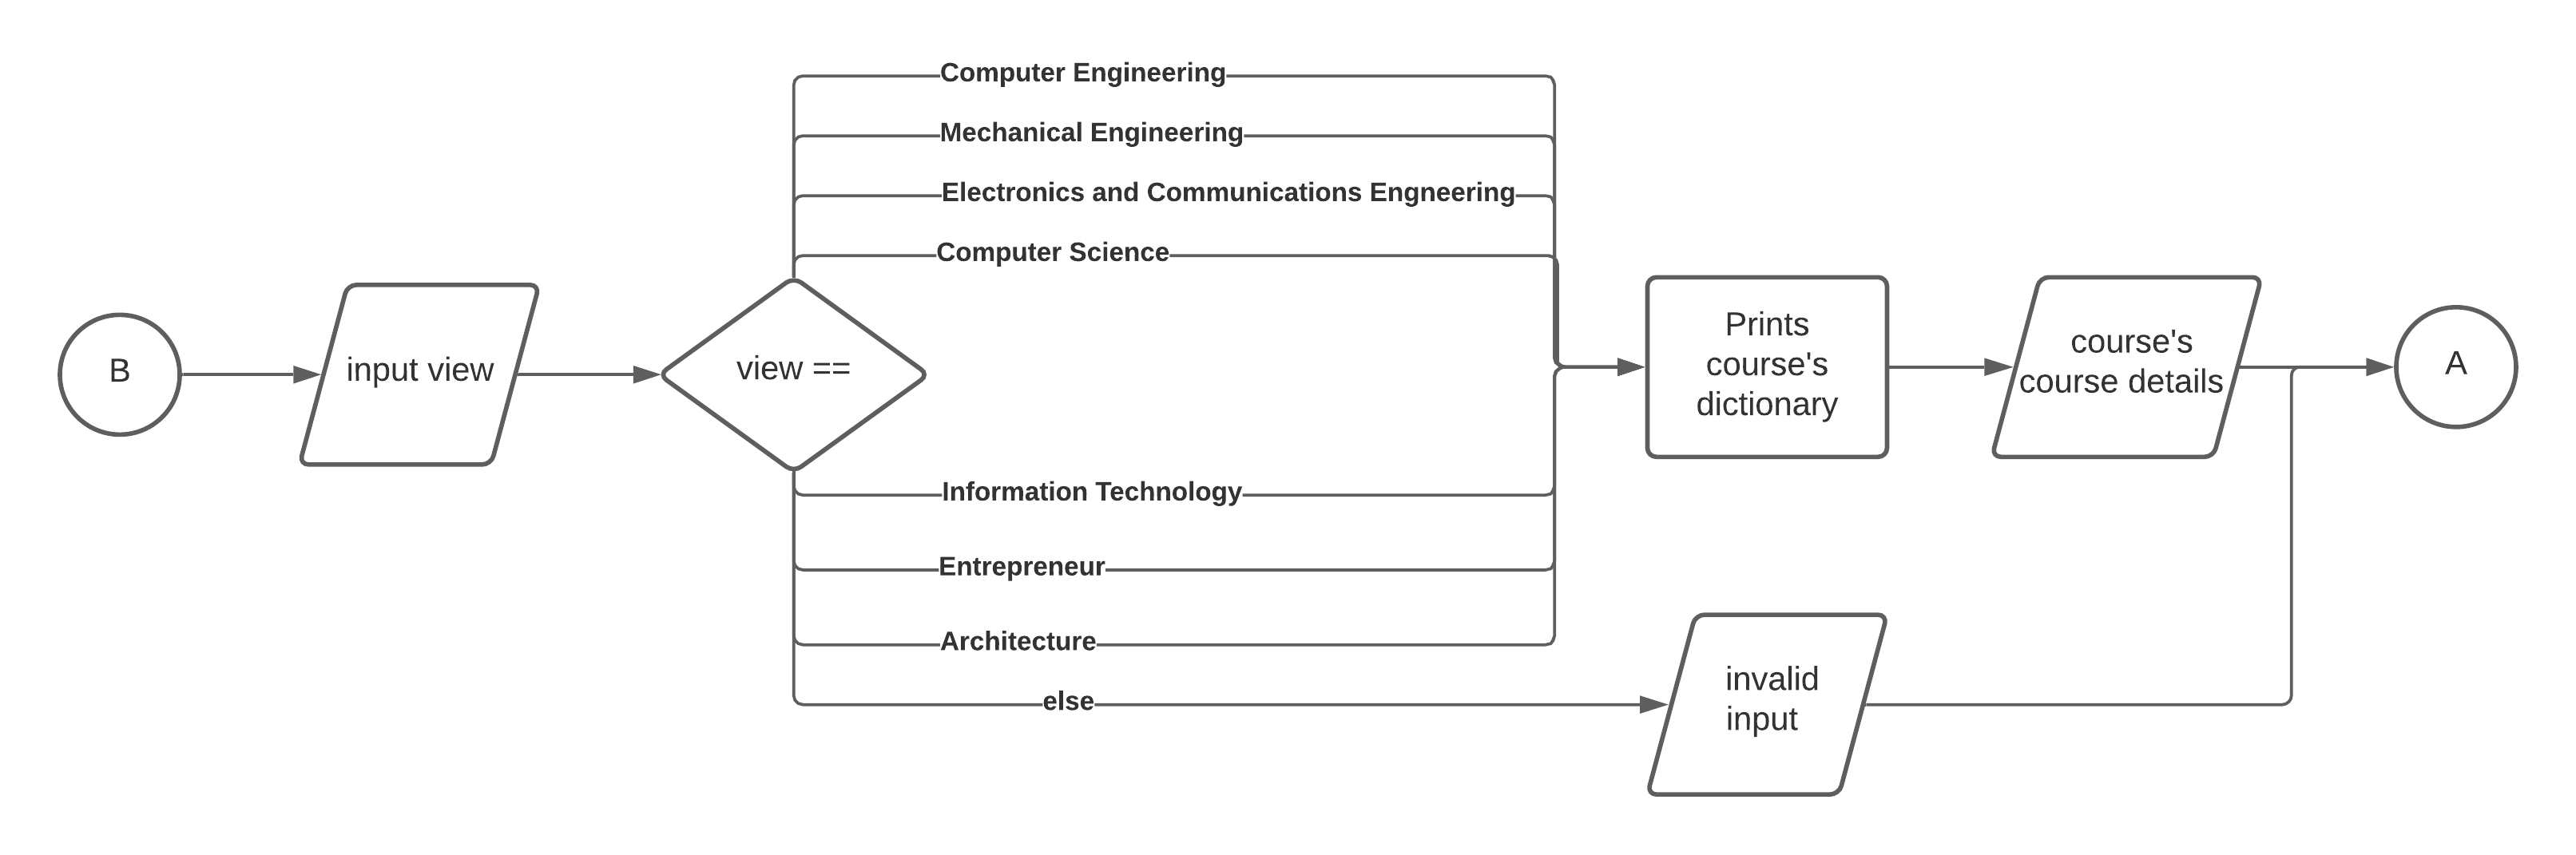 B
input view
view ==
Computer Engineering
Mechanical Engineering
Electronics and Communications Engneering
Computer Science
Information Technology
Entrepreneur
Architecture
else
Prints
course's
dictionary
course's
course details
invalid
input
A